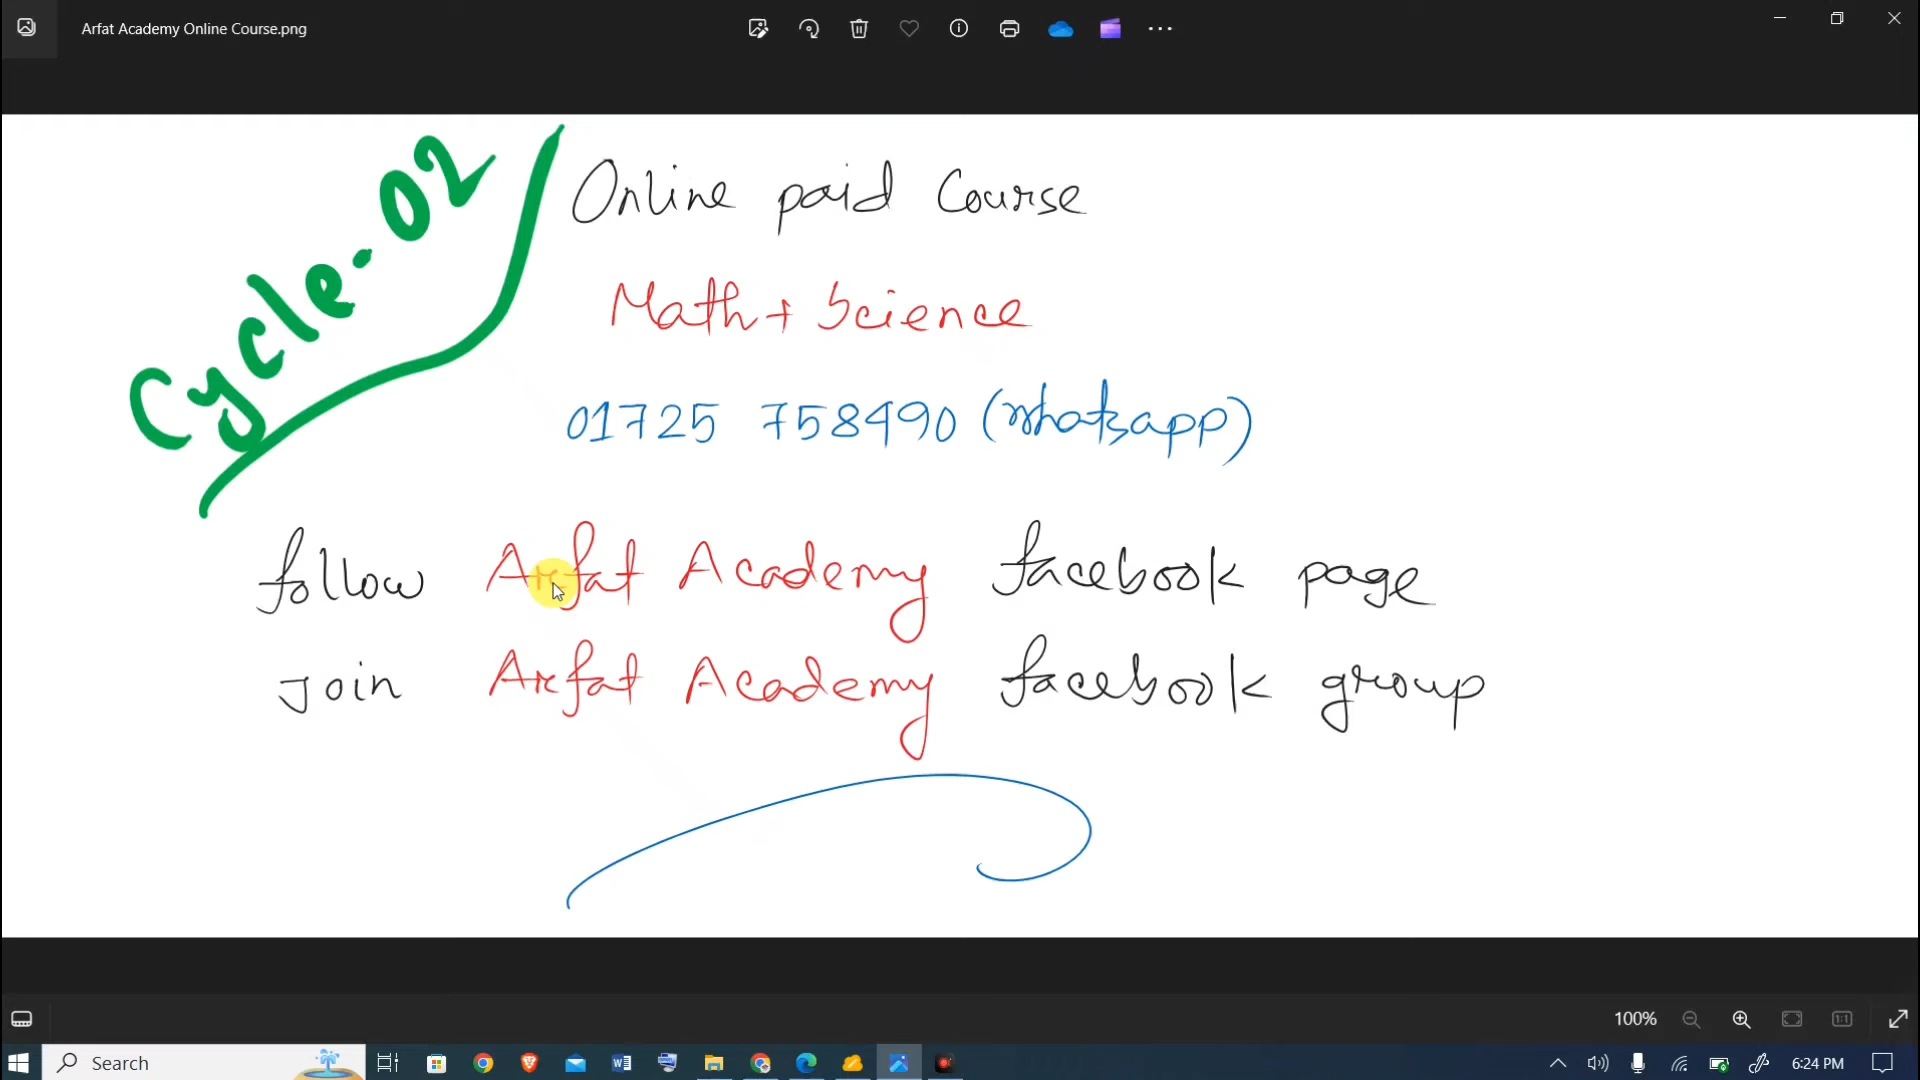 Arfat Academy Online Course.png
Cycle-02
Online paid Course
Math + Science
01725 758490 (whatsapp)
follow Arfat Academy facebook page
join Arfat Academy facebook group
100%
Search
6:24 PM